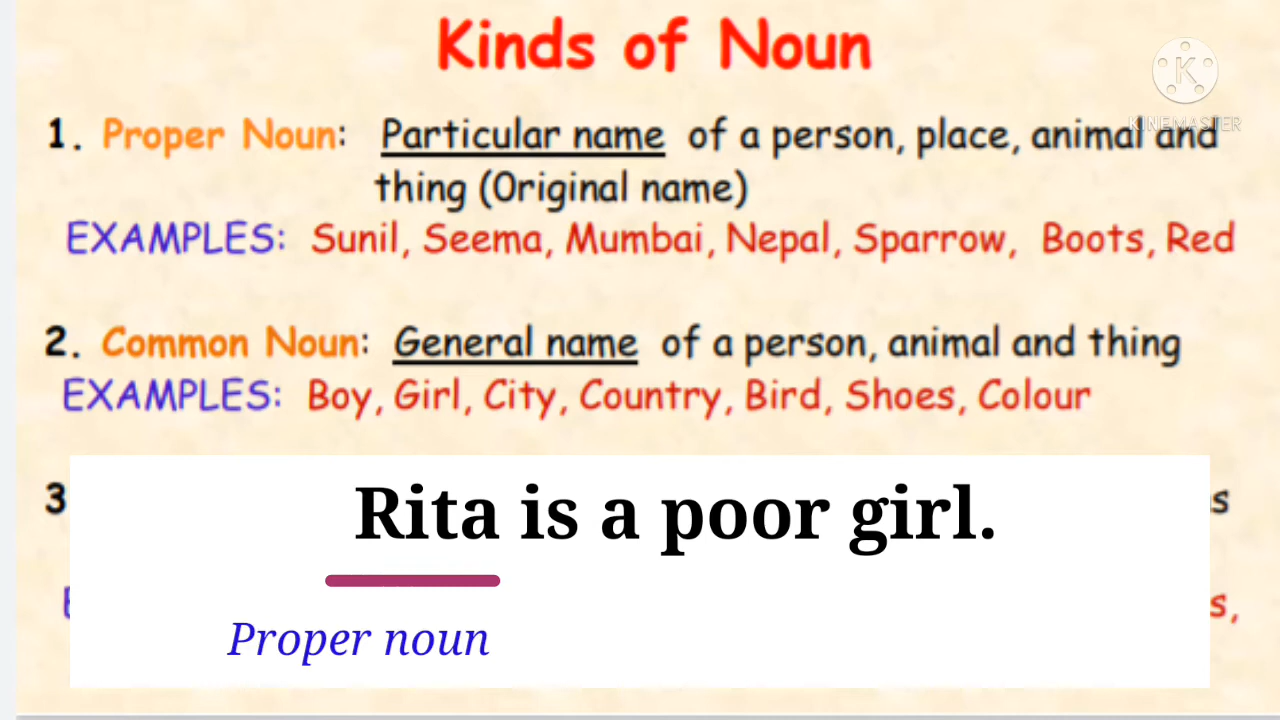 Kinds of Noun
K
KINEMASTER
1. Proper Noun: Particular name of a person, place, animal and
thing (Original name)
EXAMPLES: Sunil, Seema, Mumbai, Nepal, Sparrow, Boots, Red
2. Common Noun: General name of a person, animal and thing
EXAMPLES: Boy, Girl, City, Country, Bird, Shoes, Colour
3
Rita is a poor girl.
Proper noun